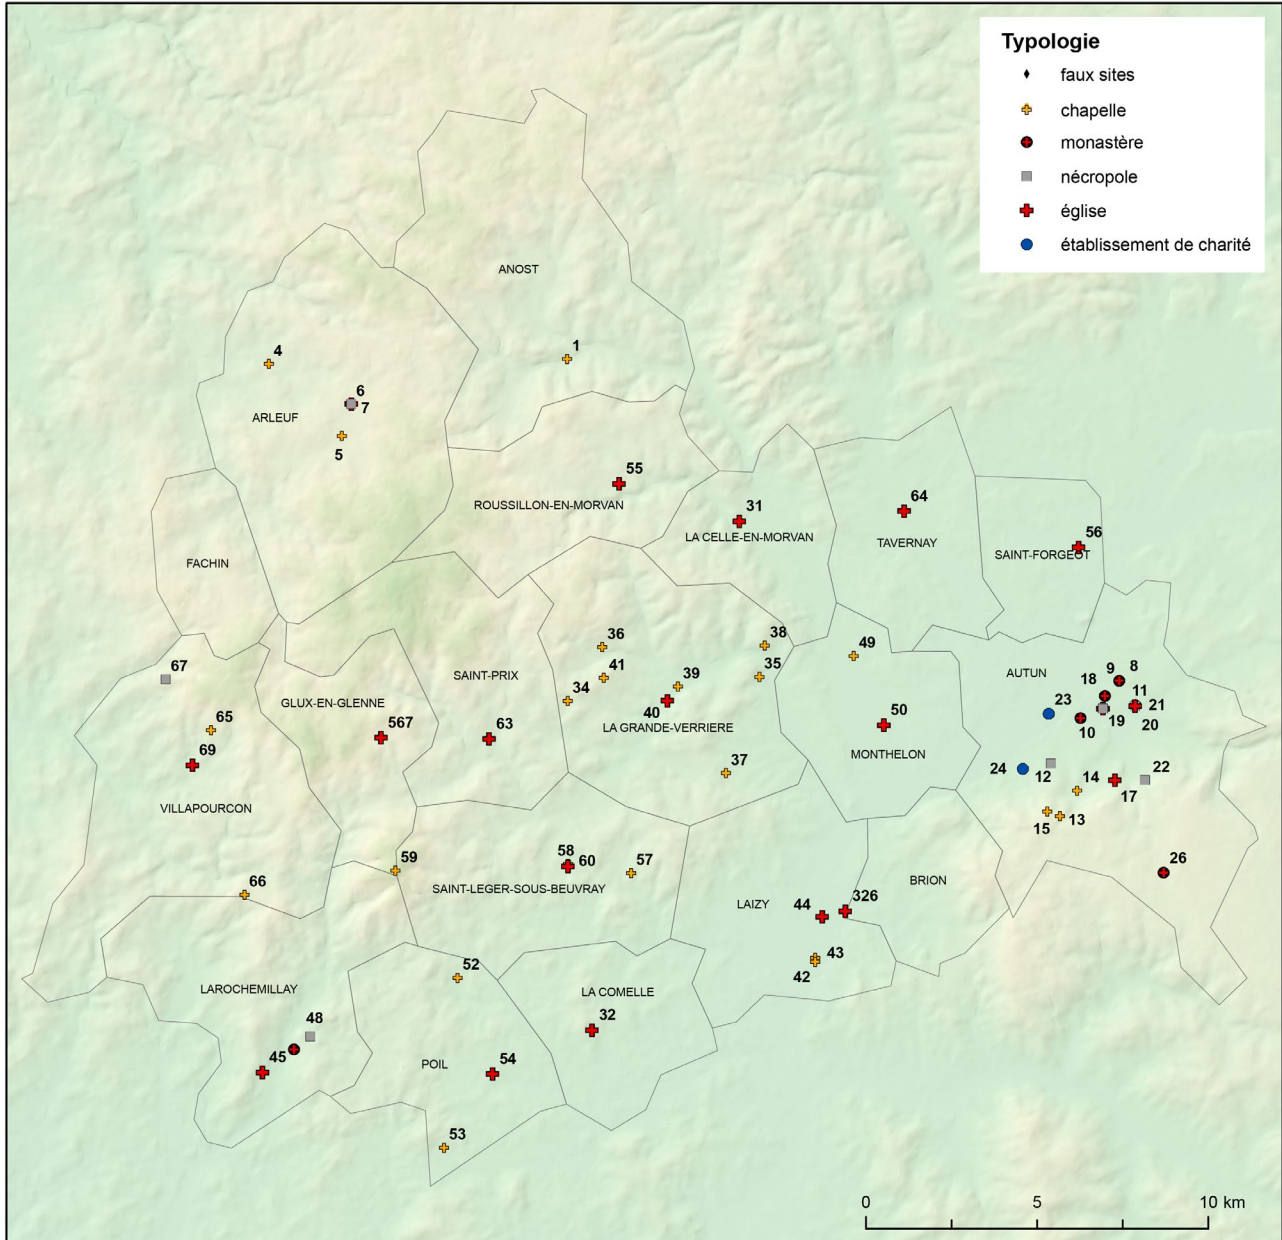 Typologie
faux sites
chapelle
monastère
nécropole
église
établissement de charité
ANOST
1
4
6
7
ARLEUF
5
55
ROUSSILLON-EN-MORVAN
31
LA CELLE-EN-MORVAN
64
TAVERNAY
56
SAINT-FORGEOT
FACHIN
36
38
49
67
SAINT-PRIX
41
39
35
AUTUN
9
8
18
11
23
21
GLUX-EN-GLENNE
34
40
LA GRANDE-VERRIERE
50
19
20
10
65
567
63
MONTHELON
69
37
24
12
14
22
17
VILLAPOURCON
15
13
59
58
60
57
26
SAINT-LEGER-SOUS-BEUVRAY
BRION
66
LAIZY
44
326
52
43
42
LAROCHEMILLAY
LA COMELLE
48
32
45
POIL
54
53
0
5
10 km